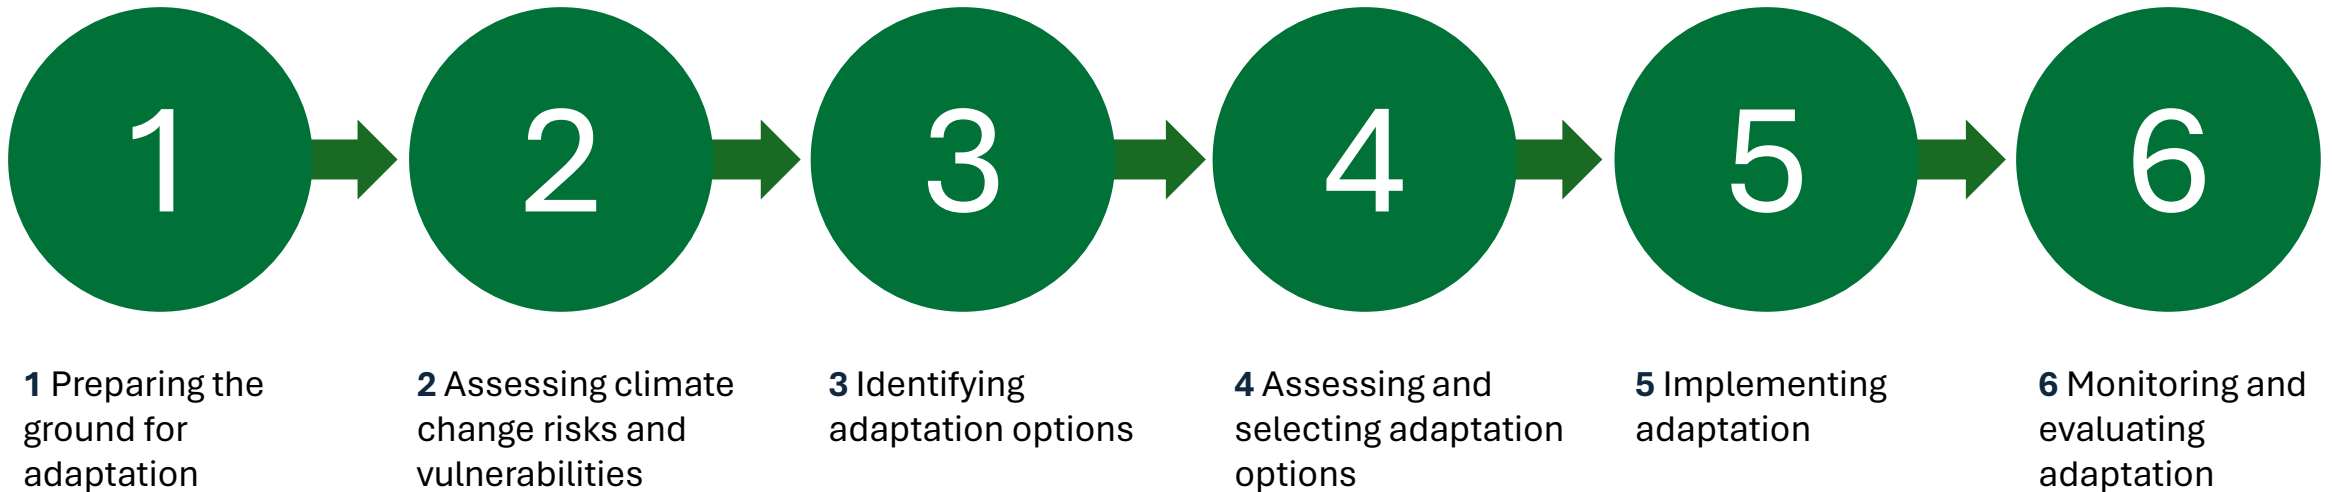 1
2
3
4
5
6
1 Preparing the
ground for
adaptation
2 Assessing climate
change risks and
vulnerabilities
3 Identifying
adaptation options
4 Assessing and
selecting adaptation
options
5 Implementing
adaptation
6 Monitoring and
evaluating
adaptation